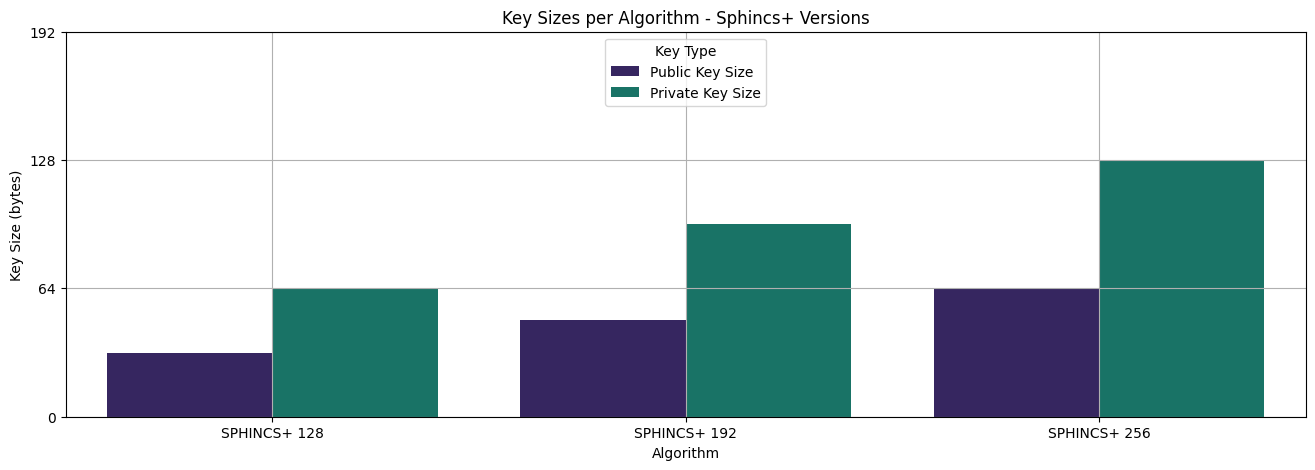 Key Sizes per Algorithm - Sphincs+ Versions
Key Type
Public Key Size
Private Key Size
Key Size (bytes)
192
128
64
0
SPHINCS+ 128
SPHINCS+ 192
SPHINCS+ 256
Algorithm